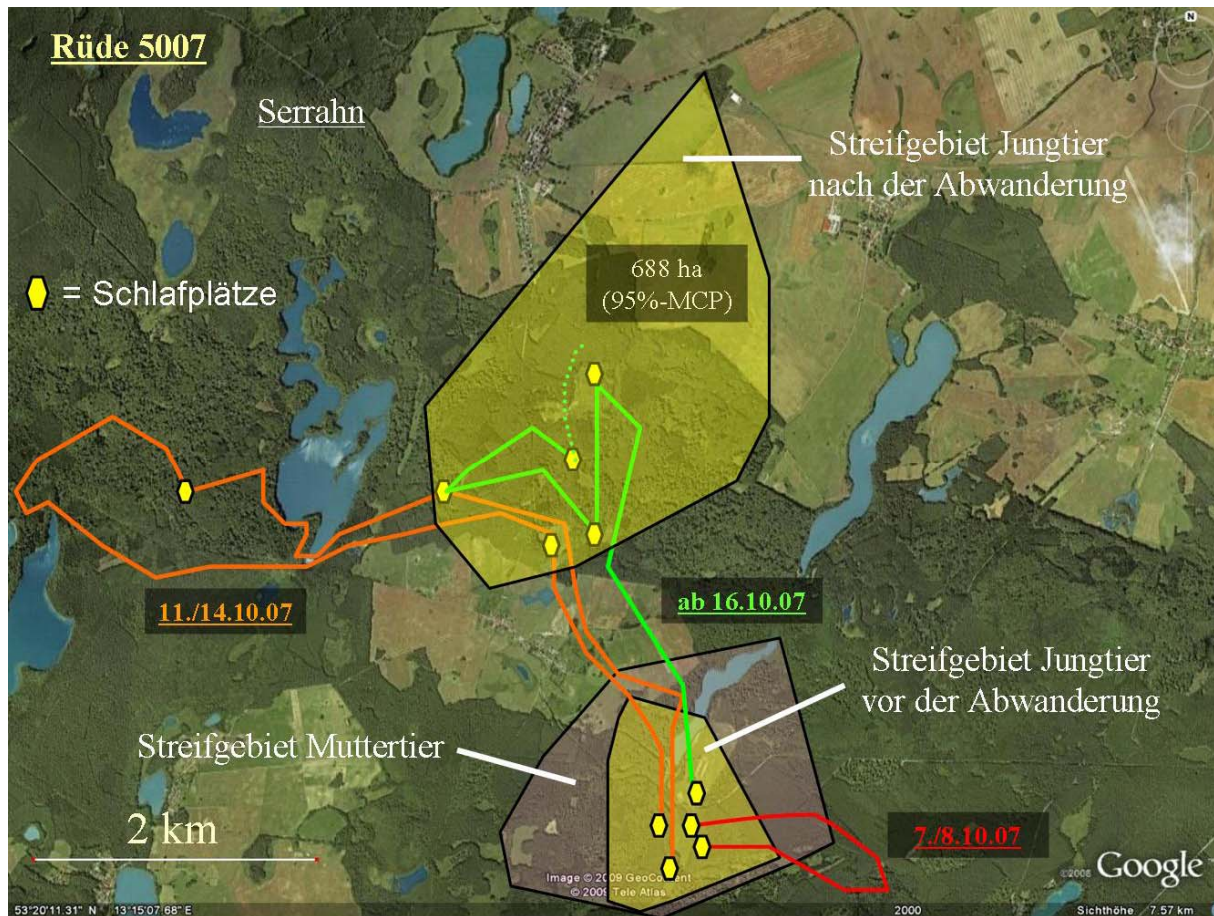 Rüde 5007
Serrahn
N
Streifgebiet Jungtier
nach der Abwanderung
688 ha
(95%-MCP)
= Schlafplätze
11./14.10.07
ab 16.10.07
Streifgebiet Jungtier
vor der Abwanderung
Streifgebiet Muttertier
2 km
7./8.10.07
Image © 2009 GeoContent
© 2009 Tele Atlas
©2008 Google
53°20'11.31" N 13°15'07.68" E
2000
Sichthöhe 7.57 km